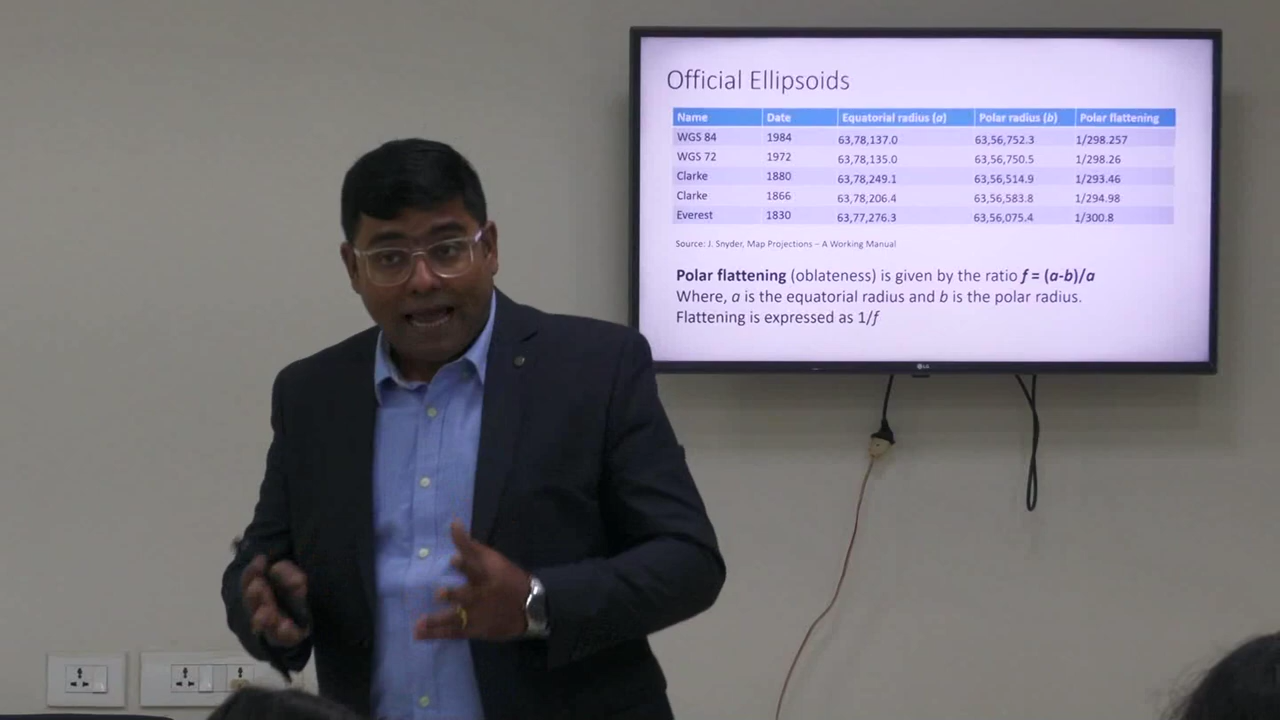 Official Ellipsoids
Name Date Equatorial radius (a) Polar radius (b) Polar flattening
WGS 84 1984 63,78,137.0 63,56,752.3 1/298.257
WGS 72 1972 63,78,135.0 63,56,750.5 1/298.26
Clarke 1880 63,78,249.1 63,56,514.9 1/293.46
Clarke 1866 63,78,206.4 63,56,583.8 1/294.98
Everest 1830 63,77,276.3 63,56,075.4 1/300.8
Source: J. Snyder, Map Projections – A Working Manual
Polar flattening (oblateness) is given by the ratio f = (a-b)/a
Where, a is the equatorial radius and b is the polar radius.
Flattening is expressed as 1/f
LG